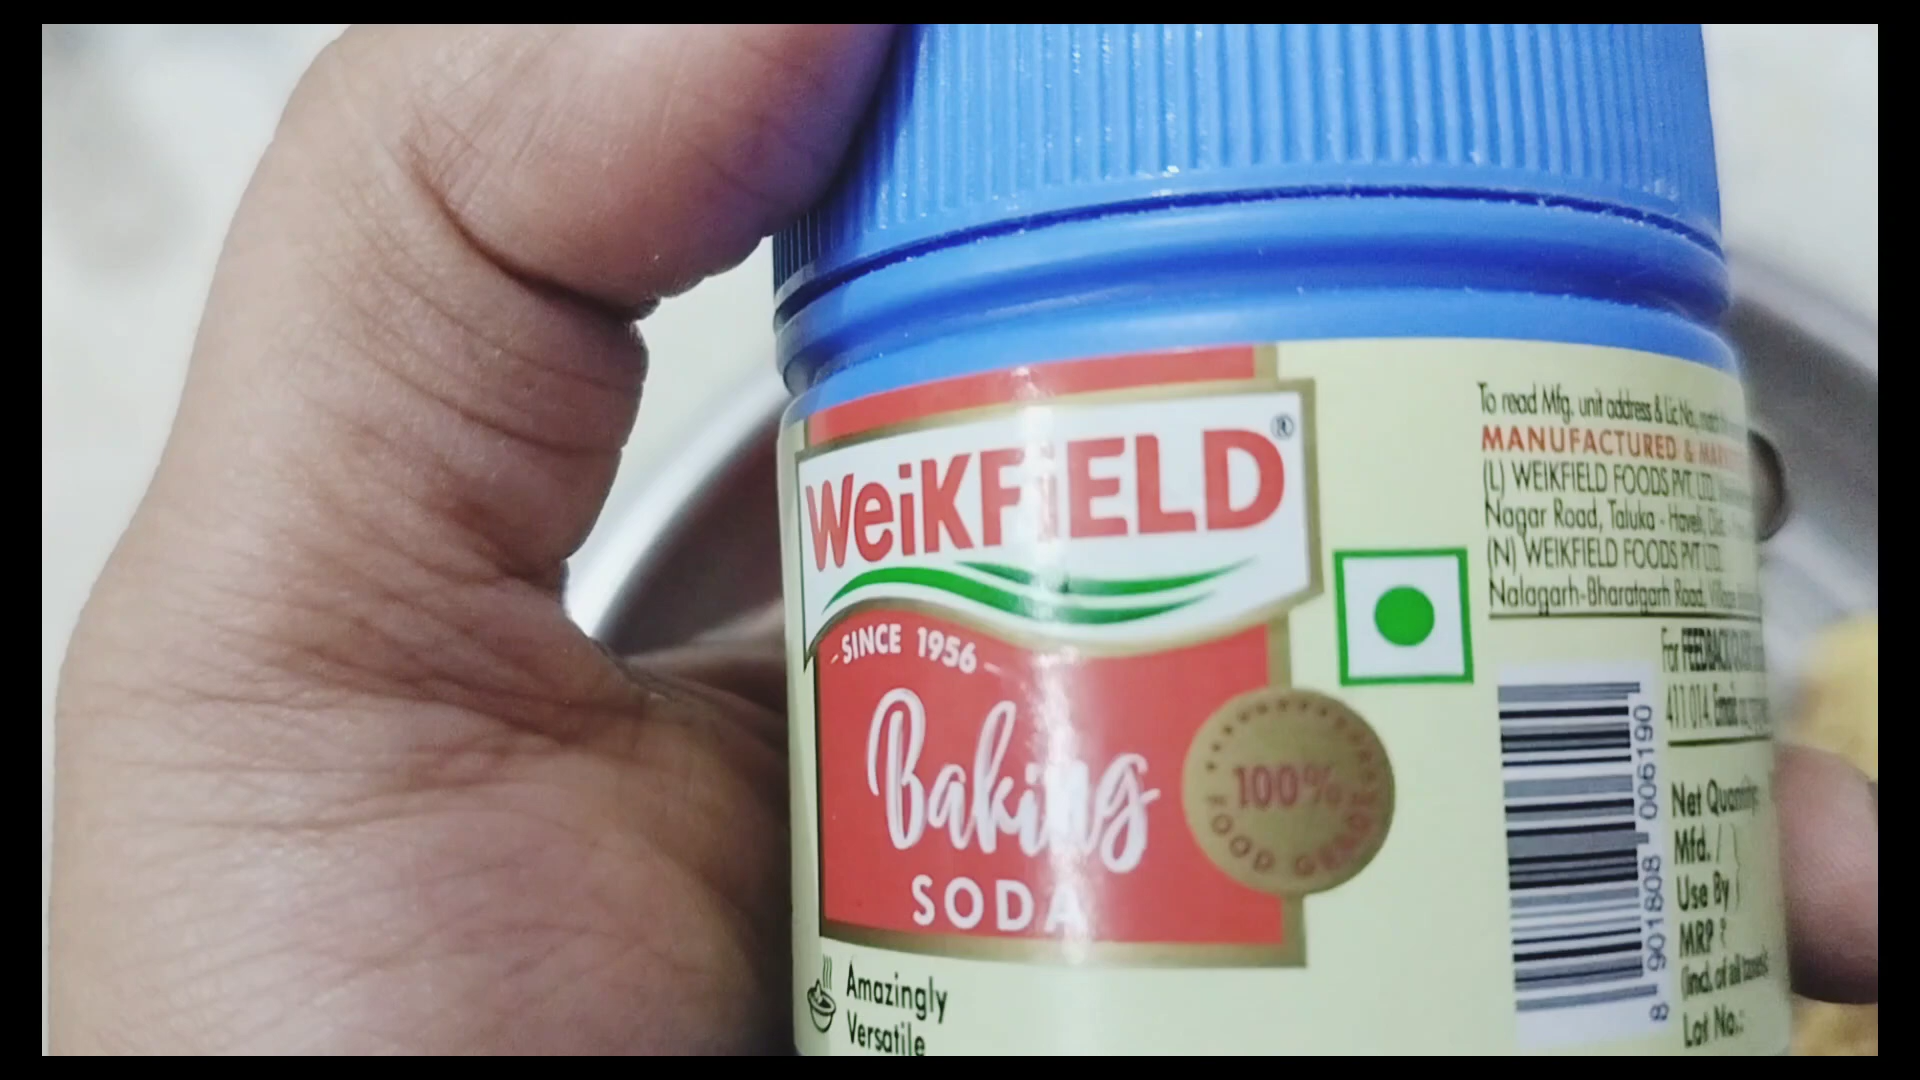 WeiKFiELD®
SINCE 1956
Baking
SODA
100%
FOOD GRADE
Amazingly
Versatile
To read Mfg. unit address & Lic No.,
MANUFACTURED &
(L) WEIKFIELD FOODS PVT. LTD.
Nagar Road, Taluka - Haveli,
(N) WEIKFIELD FOODS PVT. LTD.
Nalagarh-Bharatgarh Road,
For FEEDBACK
411 014. Email
8 901808 006190
Net Quantity:
Mfd.
Use By
MRP ₹
(incl. of all taxes)
Lot No.: